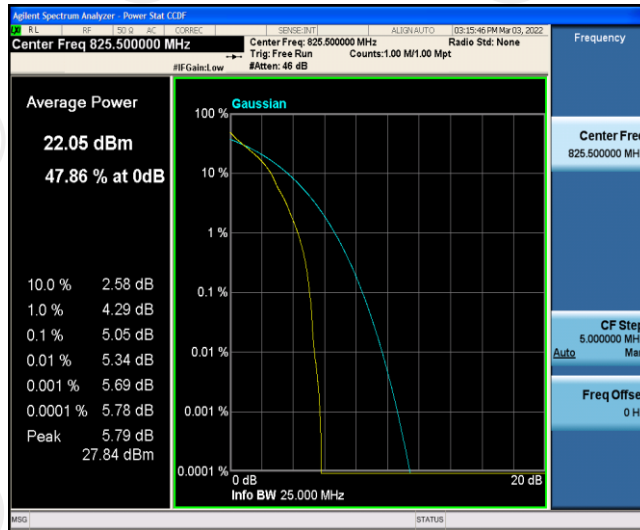 Agilent Spectrum Analyzer - Power Stat CCDF
RL RF 50 Ω AC CORREC SENSE:INT ALIGN AUTO 03:15:46 PM Mar 03, 2022
Center Freq 825.500000 MHz
Center Freq: 825.500000 MHz Radio Std: None
Trig: Free Run Counts:1.00 M/1.00 Mpt
#IFGain:Low #Atten: 46 dB
Frequency
Average Power
22.05 dBm
47.86 % at 0dB
10.0 % 2.58 dB
1.0 % 4.29 dB
0.1 % 5.05 dB
0.01 % 5.34 dB
0.001 % 5.69 dB
0.0001 % 5.78 dB
Peak 5.79 dB
27.84 dBm
Gaussian
100 %
10 %
1 %
0.1 %
0.01 %
0.001 %
0.0001 %
0 dB 20 dB
Info BW 25.000 MHz
Center Fre
825.500000 MH
CF Step
5.000000 MH
Auto Ma
Freq Offse
0 H
MSG STATUS